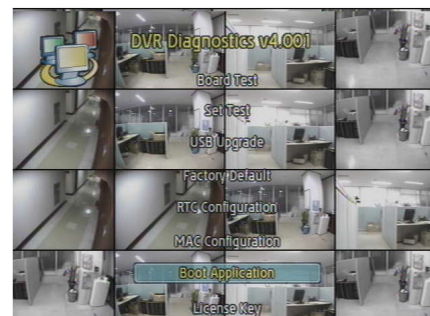 DVR Diagnostics v4.001
Board Test
Set Test
USB Upgrade
Factory Default
RTC Configuration
MAC Configuration
Boot Application
License Key